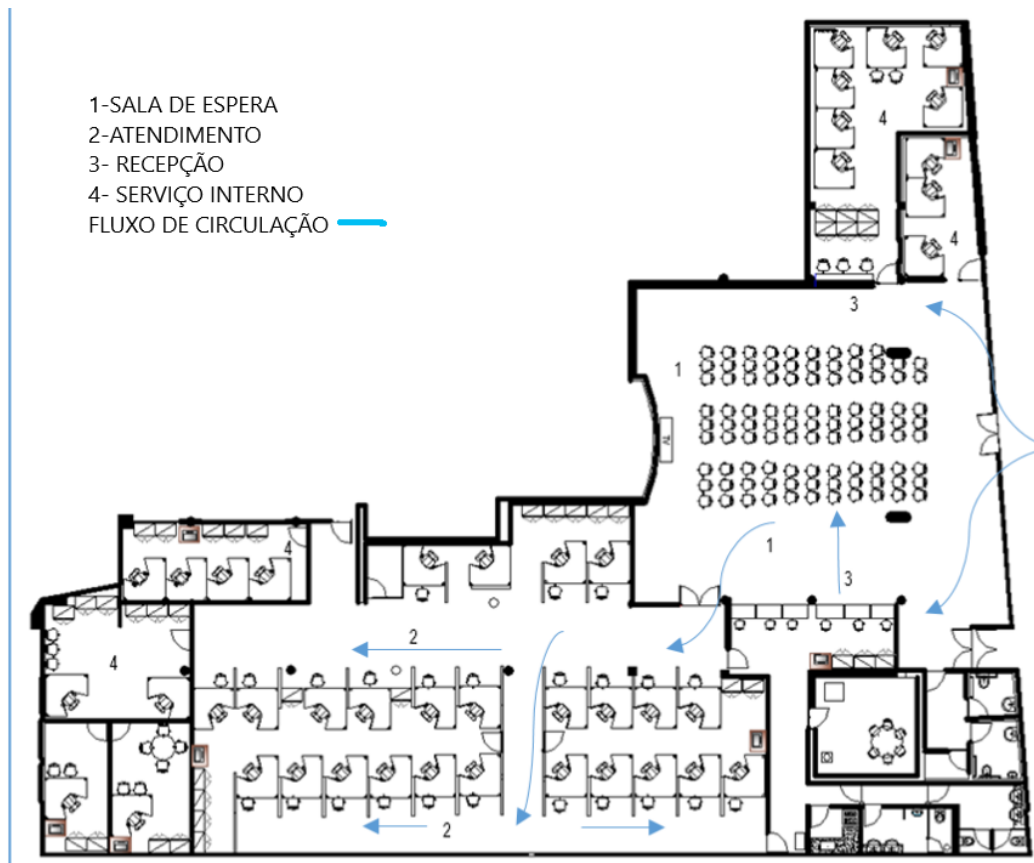 1-SALA DE ESPERA
2-ATENDIMENTO
3- RECEPÇÃO
4- SERVIÇO INTERNO
FLUXO DE CIRCULAÇÃO
4
4
3
1
AL
4
1
3
2
4
2